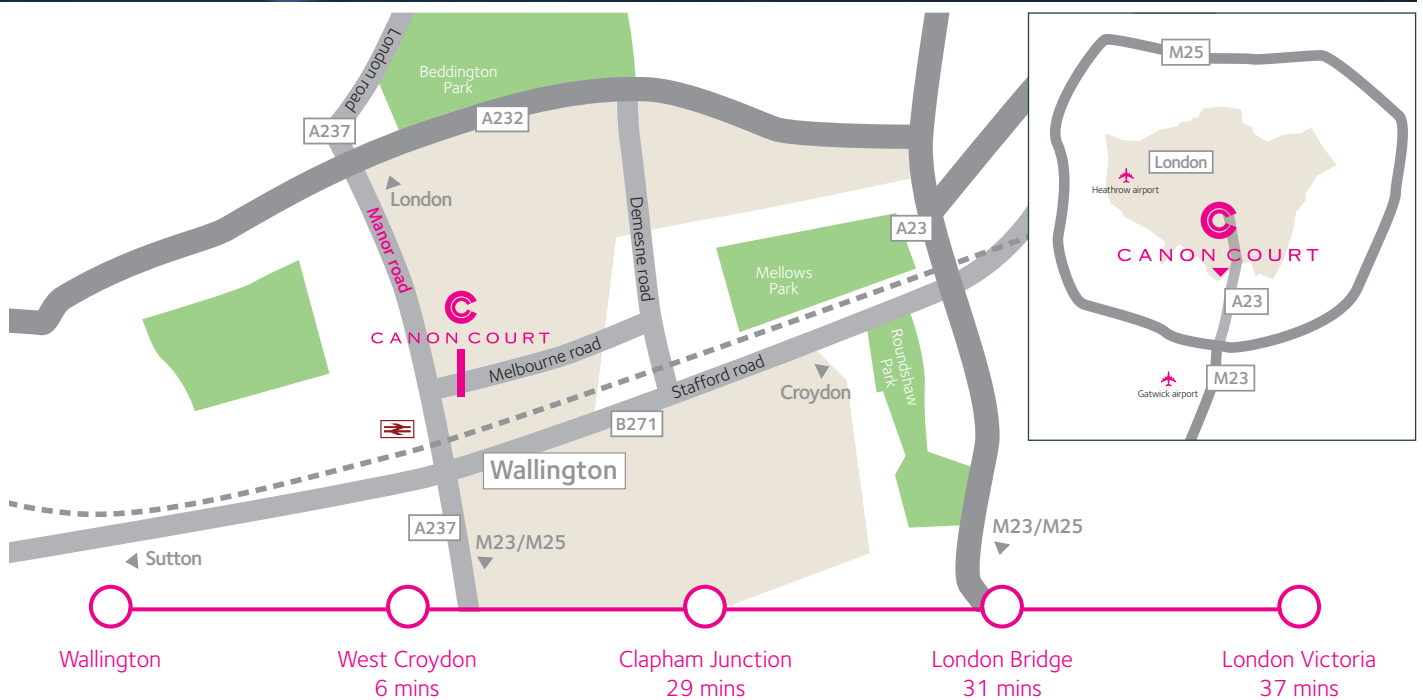 London road
Beddington
Park
A237
A232
London
Manor road
Demesne road
A23
Mellows
Park
CANON COURT
Melbourne road
Stafford road
Croydon
Roundshaw
Park
B271
Wallington
A237
M23/M25
M23/M25
Sutton
M25
London
Heathrow airport
CANON COURT
A23
M23
Gatwick airport
Wallington
West Croydon
6 mins
Clapham Junction
29 mins
London Bridge
31 mins
London Victoria
37 mins